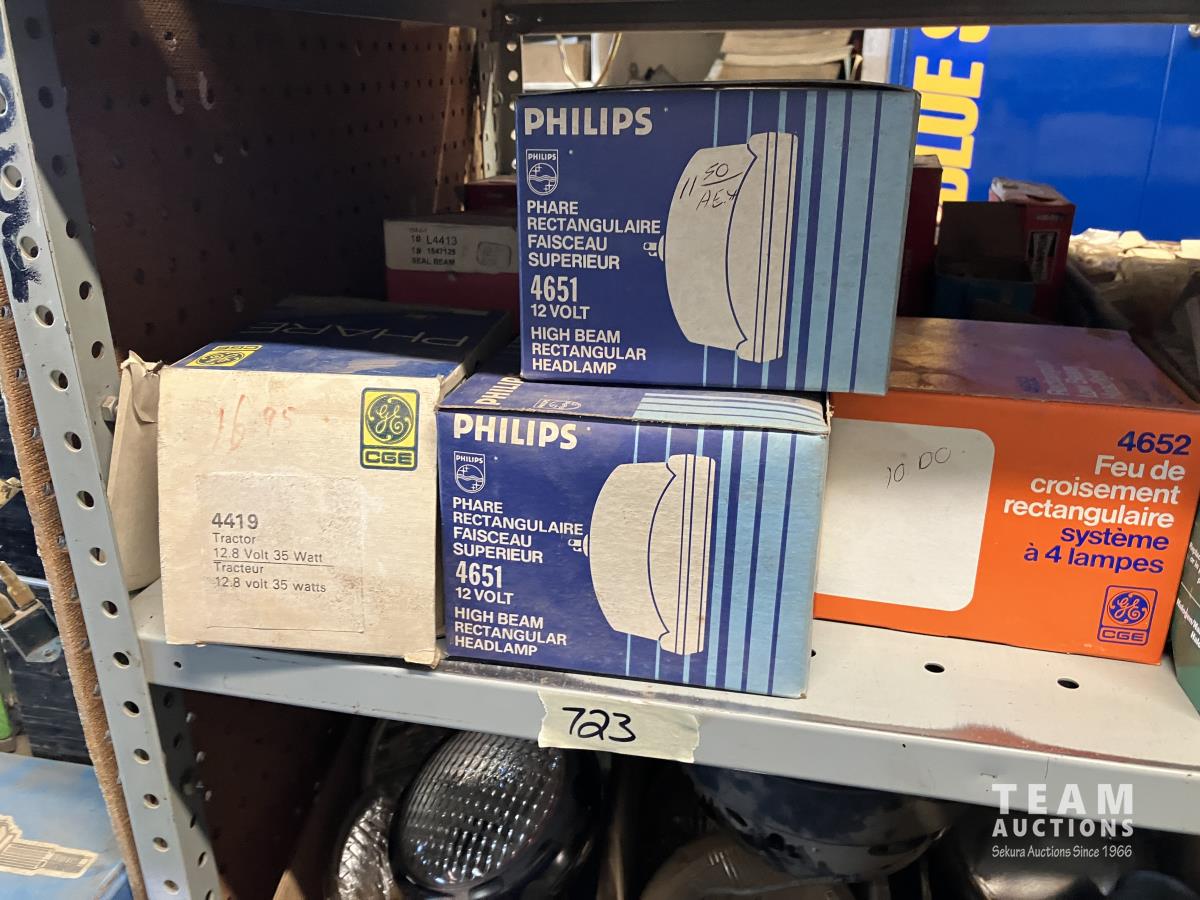 BLUE S
PHILIPS
PHILIPS
PHARE
RECTANGULAIRE
FAISCEAU
SUPERIEUR
4651
12 VOLT
HIGH BEAM
RECTANGULAR
HEADLAMP
11 50
L4413
SEAL BEAM
PHARE
CGE
16 95
4419
Tractor
12.8 Volt 35 Watt
Tracteur
12.8 volt 35 watts
PHILIPS
PHILIPS
PHARE
RECTANGULAIRE
FAISCEAU
SUPERIEUR
4651
12 VOLT
HIGH BEAM
RECTANGULAR
HEADLAMP
10 00
4652
Feu de
croisement
rectangulaire
système
à 4 lampes
CGE
723
TEAM
AUCTIONS
Sekura Auctions Since 1966